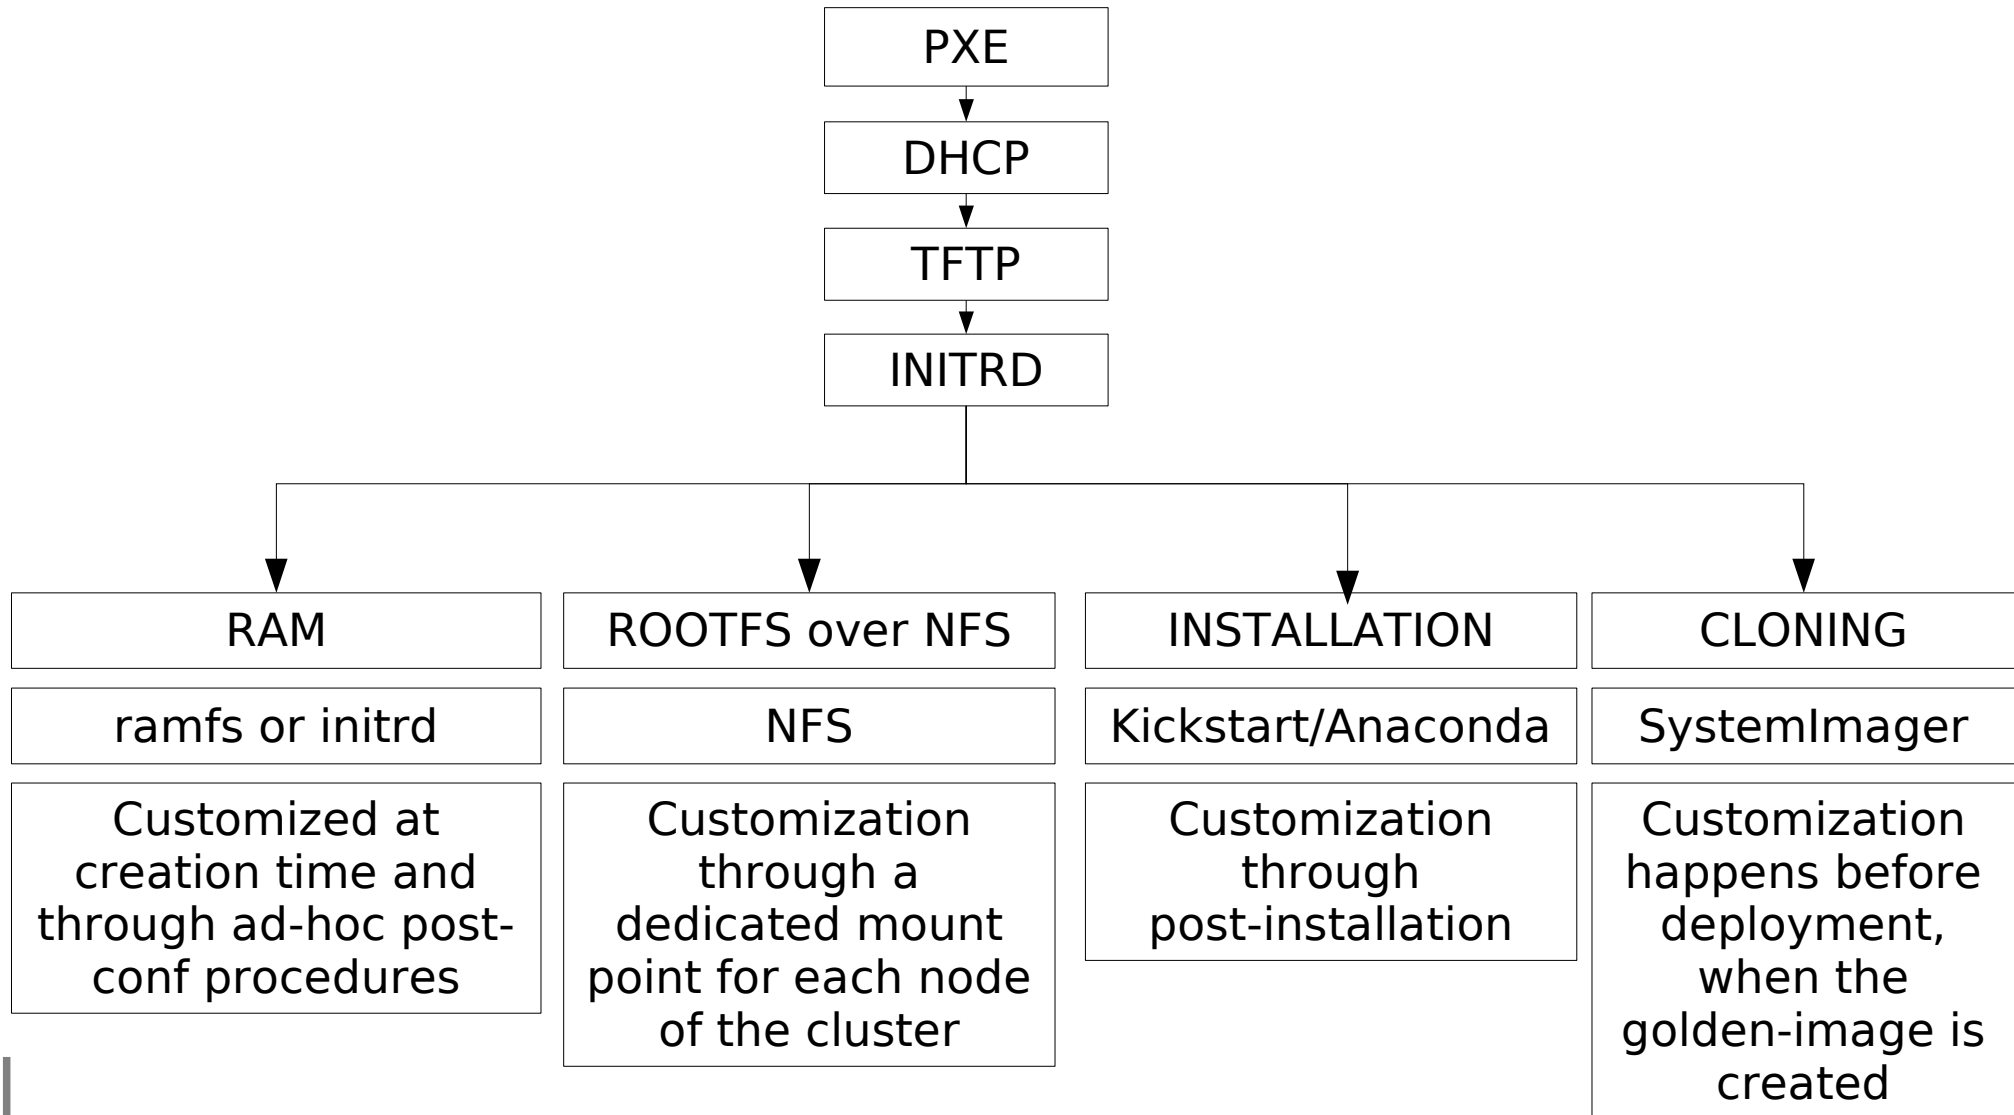 PXE
DHCP
TFTP
INITRD
RAM
ROOTFS over NFS
INSTALLATION
CLONING
ramfs or initrd
NFS
Kickstart/Anaconda
SystemImager
Customized at
creation time and
through ad-hoc post-
conf procedures
Customization
through a
dedicated mount
point for each node
of the cluster
Customization
through
post-installation
Customization
happens before
deployment,
when the
golden-image is
created